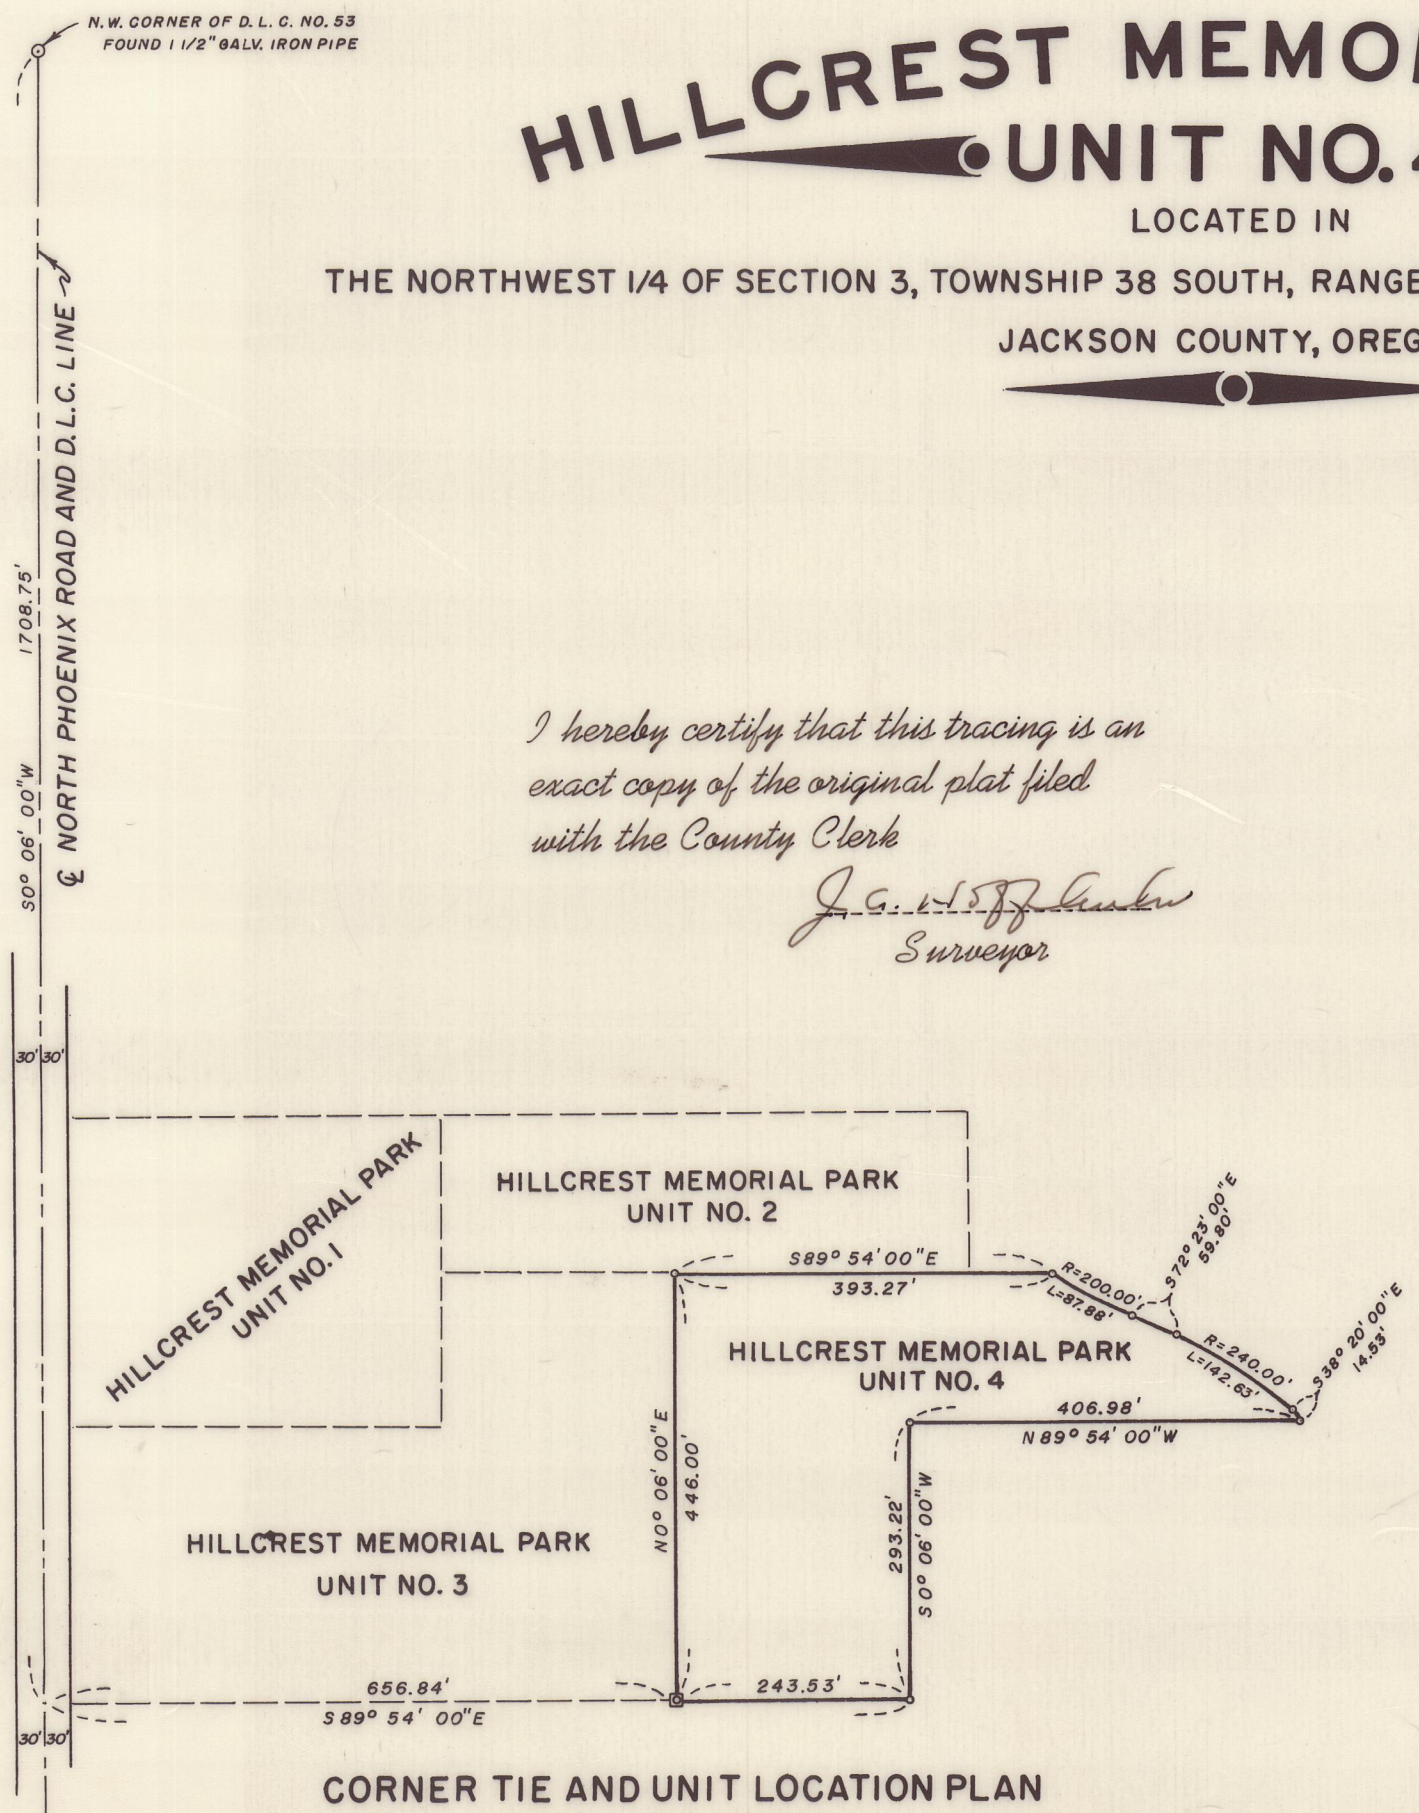 N.W. CORNER OF D. L. C. NO. 53
FOUND 1 1/2" GALV. IRON PIPE
HILLCREST MEMO
UNIT NO.
LOCATED IN
THE NORTHWEST 1/4 OF SECTION 3, TOWNSHIP 38 SOUTH, RANGE
JACKSON COUNTY, OREG
S0° 06' 00"W 1708.75'
℄ NORTH PHOENIX ROAD AND D.L.C. LINE
I hereby certify that this tracing is an
exact copy of the original plat filed
with the County Clerk
J. A.
Surveyor
30' 30'
HILLCREST MEMORIAL PARK
UNIT NO. 1
HILLCREST MEMORIAL PARK
UNIT NO. 2
S89° 54' 00"E
393.27'
R=200.00'
L=87.88'
S72° 23' 00"E
59.80'
R=240.00'
L=142.63'
S38° 20' 00"E
14.53'
HILLCREST MEMORIAL PARK
UNIT NO. 4
406.98'
N89° 54' 00"W
N0° 06' 00"E
446.00'
293.22'
S0° 06' 00"W
HILLCREST MEMORIAL PARK
UNIT NO. 3
656.84'
S89° 54' 00"E
243.53'
30' 30'
CORNER TIE AND UNIT LOCATION PLAN